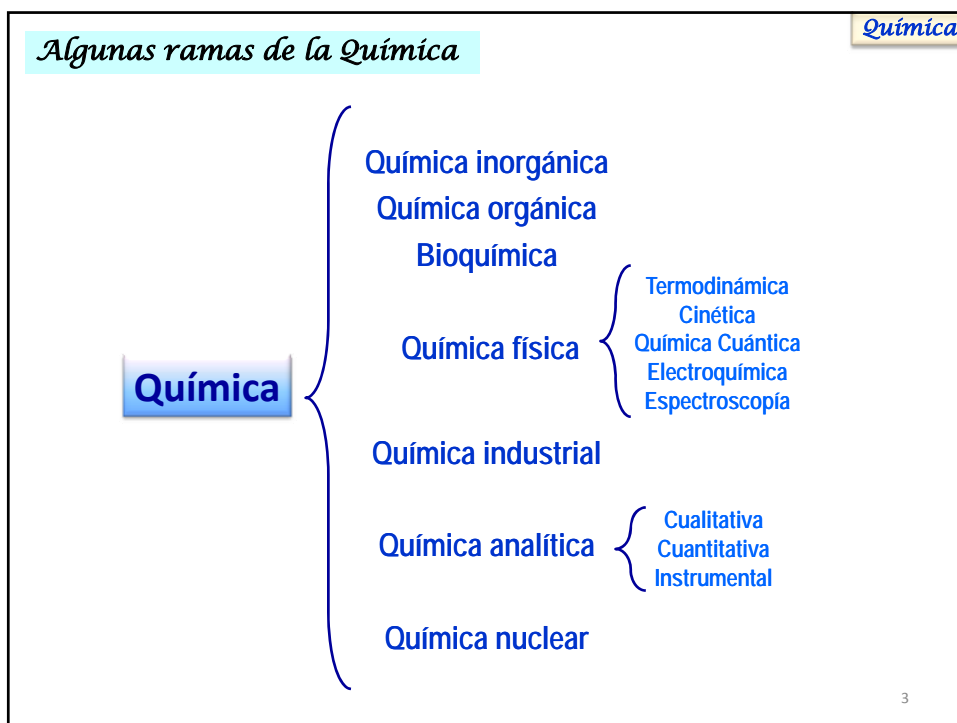 Química
Algunas ramas de la Química
Química
Química inorgánica
Química orgánica
Bioquímica
Química física
Termodinámica
Cinética
Química Cuántica
Electroquímica
Espectroscopía
Química industrial
Química analítica
Cualitativa
Cuantitativa
Instrumental
Química nuclear
3